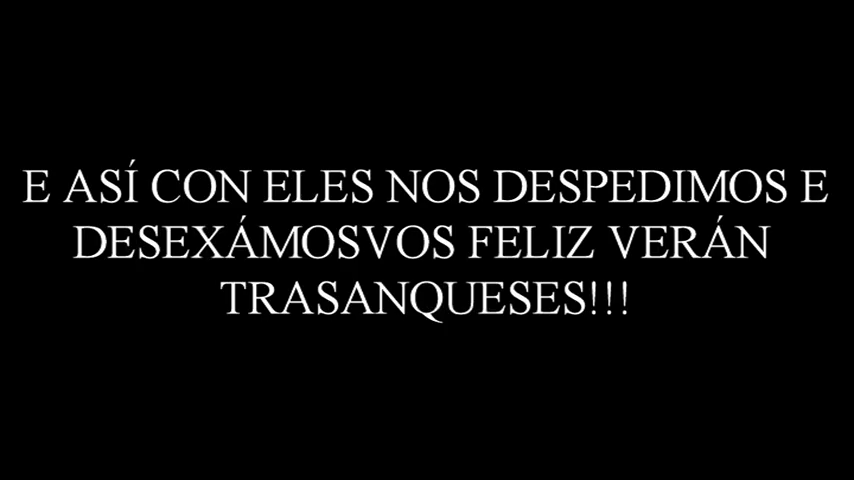 E ASÍ CON ELES NOS DESPEDIMOS E
DESEXÁMOSVOS FELIZ VERÁN
TRASANQUESES!!!